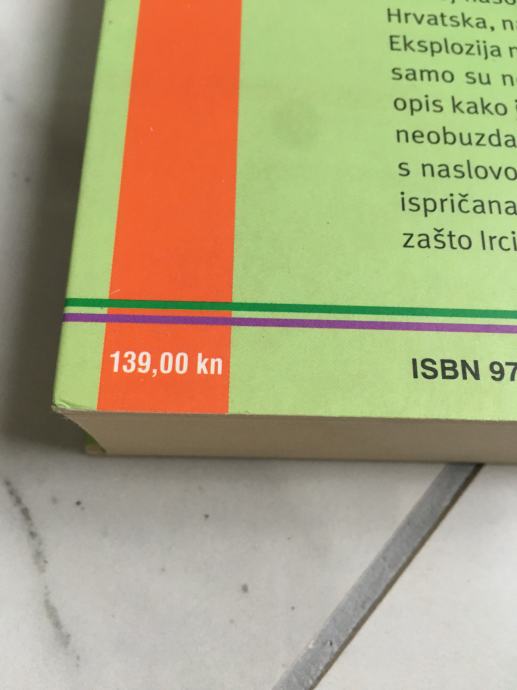 Hrvatska,
Eksplozija
samo su
opis kako
neobuzda
s naslovo
ispričana
zašto Irci
139,00 kn
ISBN 97